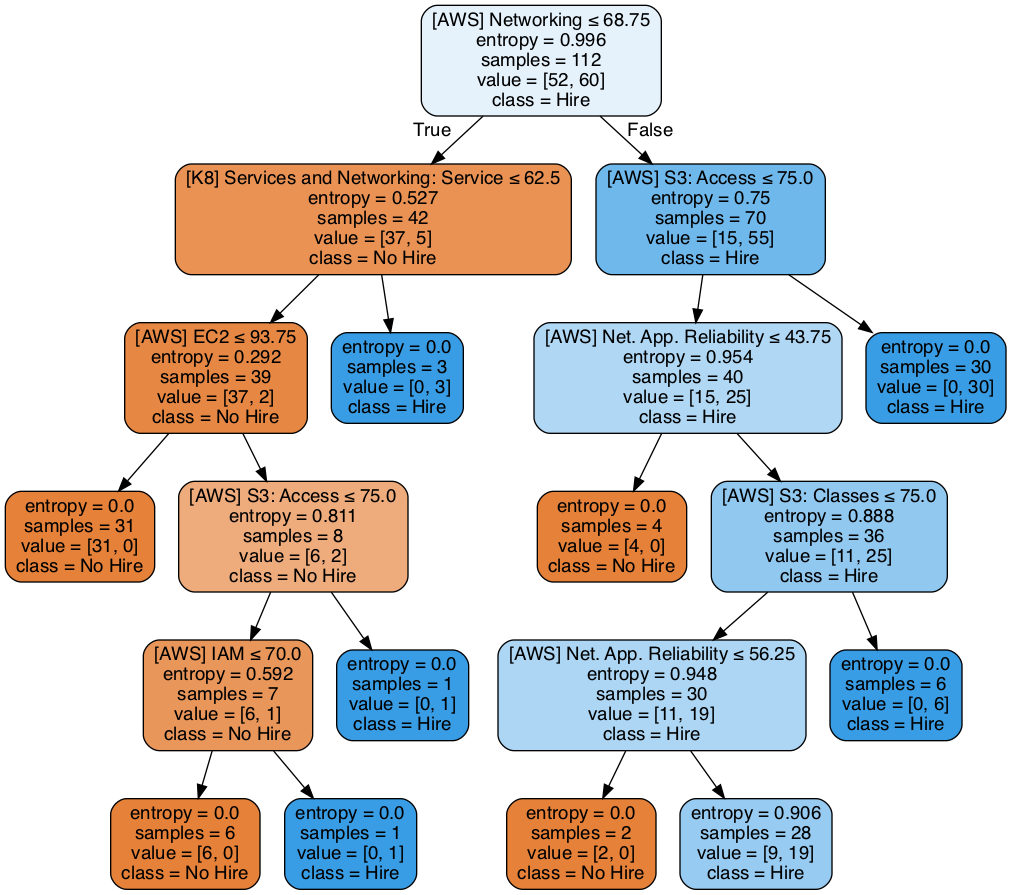 [AWS] Networking ≤ 68.75
entropy = 0.996
samples = 112
value = [52, 60]
class = Hire
True
False
[K8] Services and Networking: Service ≤ 62.5
entropy = 0.527
samples = 42
value = [37, 5]
class = No Hire
[AWS] S3: Access ≤ 75.0
entropy = 0.75
samples = 70
value = [15, 55]
class = Hire
[AWS] EC2 ≤ 93.75
entropy = 0.292
samples = 39
value = [37, 2]
class = No Hire
entropy = 0.0
samples = 3
value = [0, 3]
class = Hire
[AWS] Net. App. Reliability ≤ 43.75
entropy = 0.954
samples = 40
value = [15, 25]
class = Hire
entropy = 0.0
samples = 30
value = [0, 30]
class = Hire
entropy = 0.0
samples = 31
value = [31, 0]
class = No Hire
[AWS] S3: Access ≤ 75.0
entropy = 0.811
samples = 8
value = [6, 2]
class = No Hire
entropy = 0.0
samples = 4
value = [4, 0]
class = No Hire
[AWS] S3: Classes ≤ 75.0
entropy = 0.888
samples = 36
value = [11, 25]
class = Hire
[AWS] IAM ≤ 70.0
entropy = 0.592
samples = 7
value = [6, 1]
class = No Hire
entropy = 0.0
samples = 1
value = [0, 1]
class = Hire
[AWS] Net. App. Reliability ≤ 56.25
entropy = 0.948
samples = 30
value = [11, 19]
class = Hire
entropy = 0.0
samples = 6
value = [0, 6]
class = Hire
entropy = 0.0
samples = 6
value = [6, 0]
class = No Hire
entropy = 0.0
samples = 1
value = [0, 1]
class = Hire
entropy = 0.0
samples = 2
value = [2, 0]
class = No Hire
entropy = 0.906
samples = 28
value = [9, 19]
class = Hire